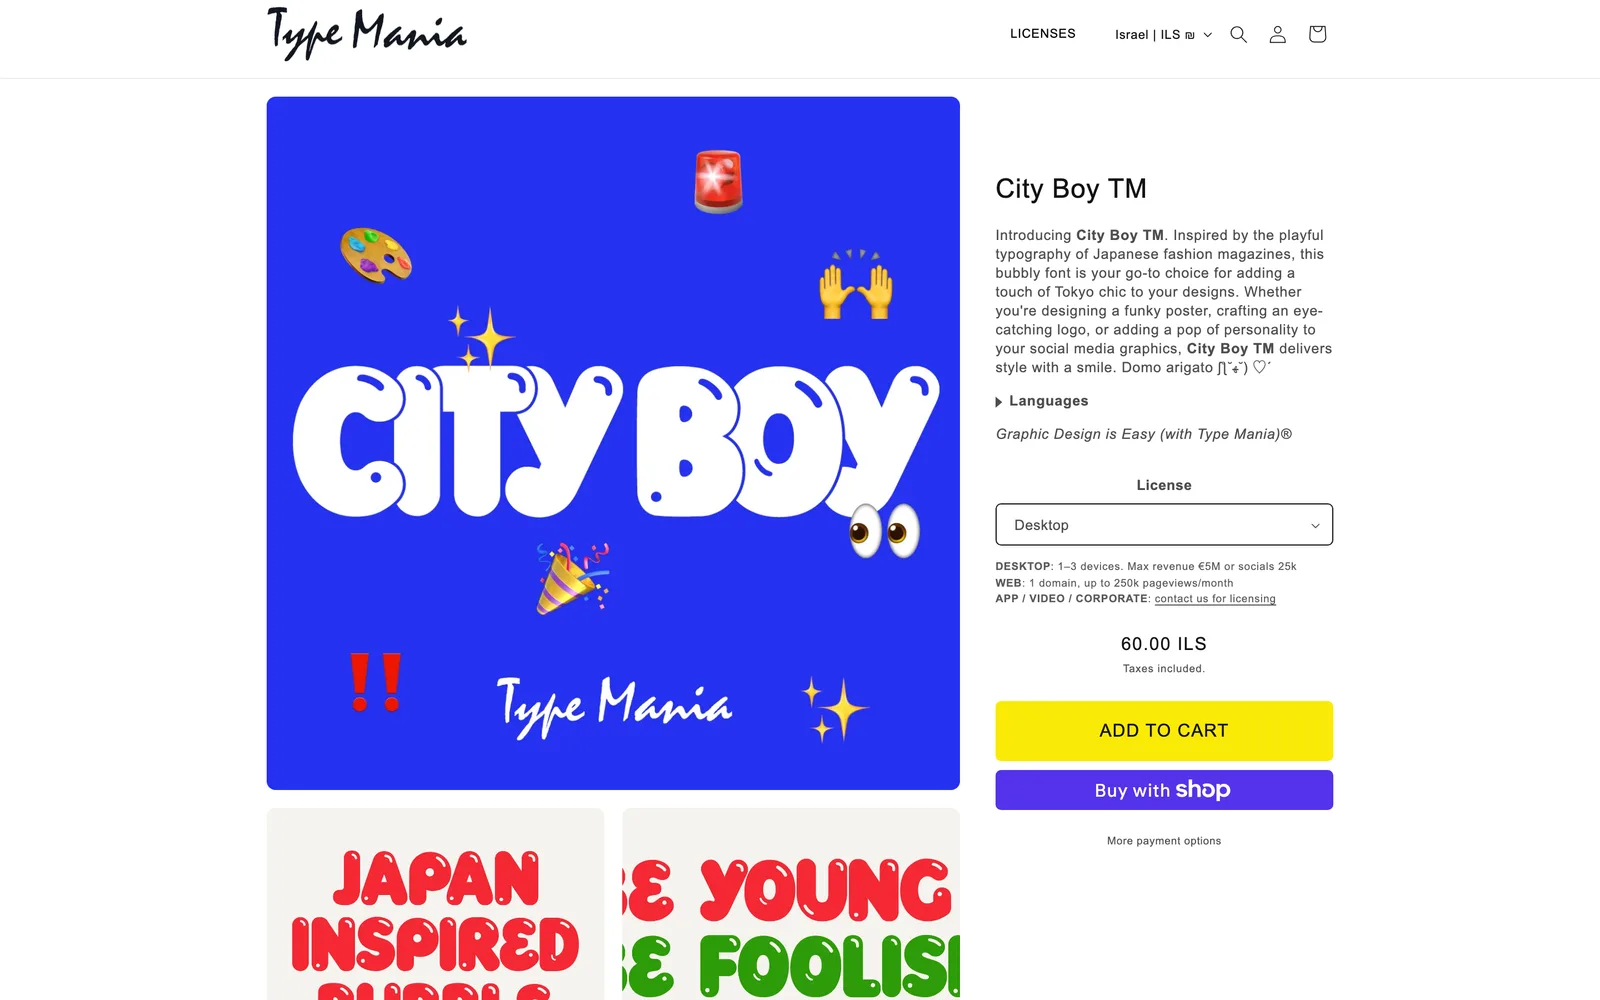 Type Mania
LICENSES
Israel | ILS ₪
CITY BOY
Type Mania
City Boy TM
Introducing City Boy TM. Inspired by the playful
typography of Japanese fashion magazines, this
bubbly font is your go-to choice for adding a
touch of Tokyo chic to your designs. Whether
you're designing a funky poster, crafting an eye-
catching logo, or adding a pop of personality to
your social media graphics, City Boy TM delivers
style with a smile. Domo arigato
Languages
Graphic Design is Easy (with Type Mania)®
License
Desktop
DESKTOP: 1–3 devices. Max revenue €5M or socials 25k
WEB: 1 domain, up to 250k pageviews/month
APP / VIDEO / CORPORATE: contact us for licensing
60.00 ILS
Taxes included.
ADD TO CART
Buy with shop
More payment options
JAPAN
INSPIRED
YOUNG